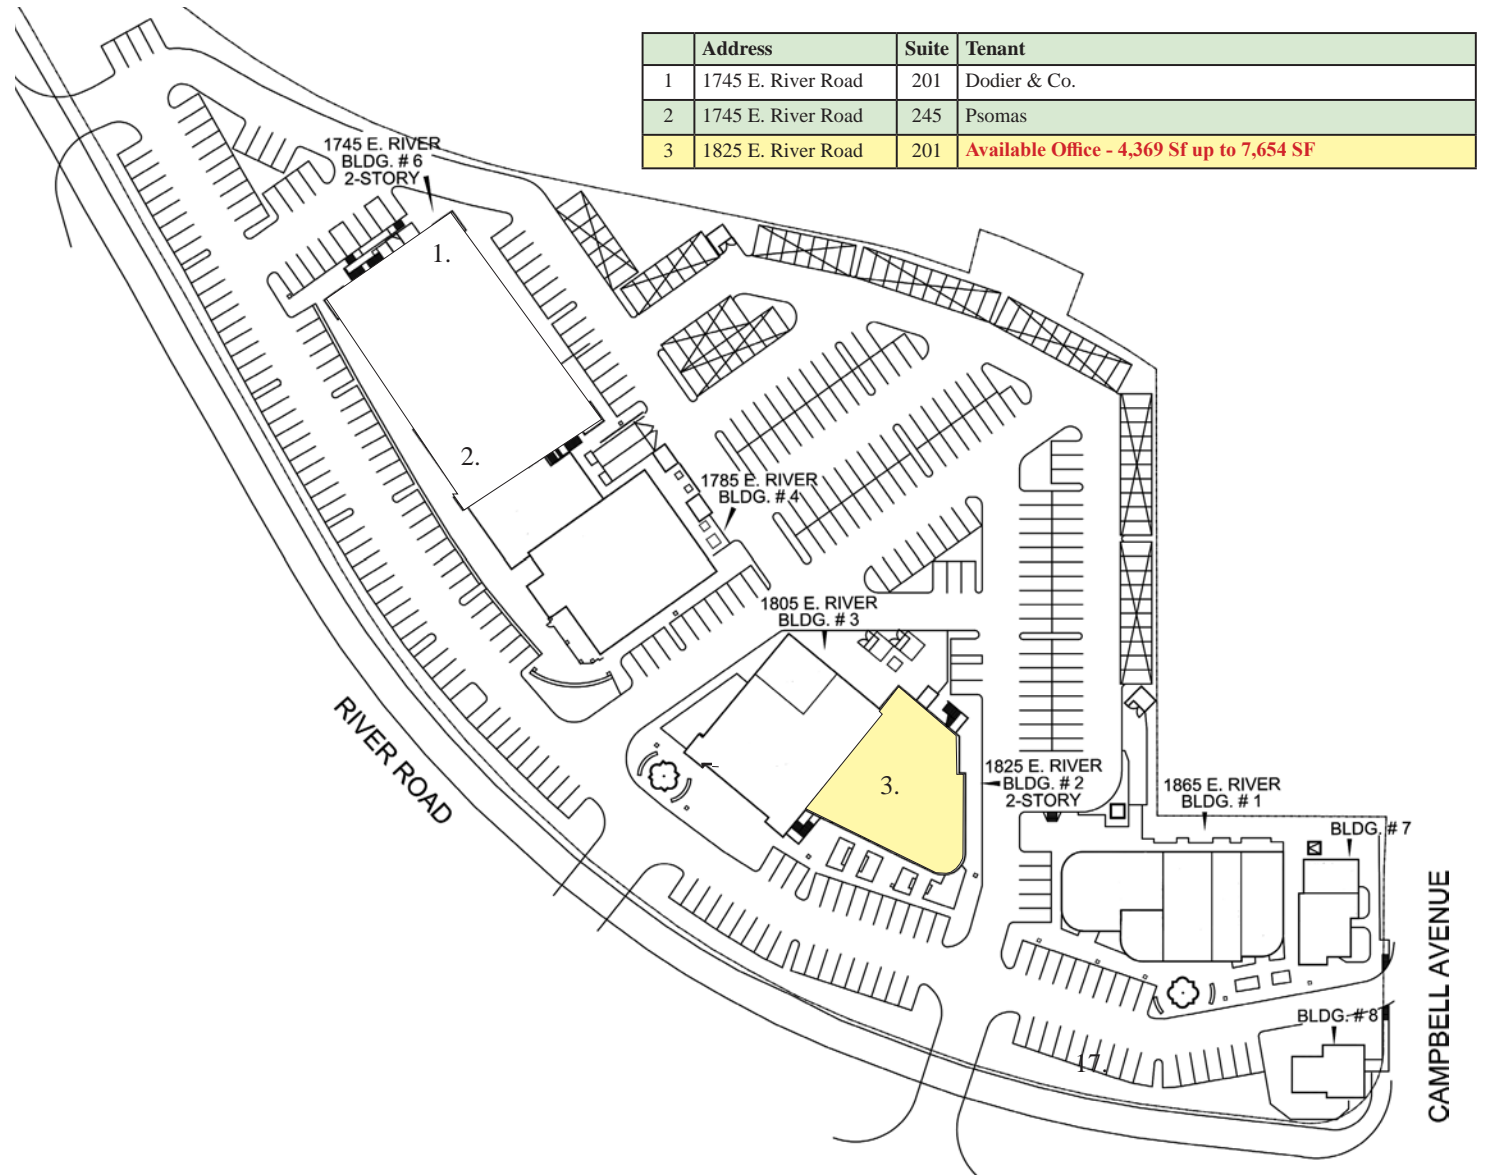 Address Suite Tenant
1 1745 E. River Road 201 Dodier & Co.
2 1745 E. River Road 245 Psomas
3 1825 E. River Road 201 Available Office - 4,369 Sf up to 7,654 SF
1745 E. RIVER
BLDG. # 6
2-STORY
1.
2.
1785 E. RIVER
BLDG. # 4
1805 E. RIVER
BLDG. # 3
RIVER ROAD
3.
1825 E. RIVER
BLDG. # 2
2-STORY
1865 E. RIVER
BLDG. # 1
BLDG. # 7
CAMPBELL AVENUE
BLDG. # 8
17.